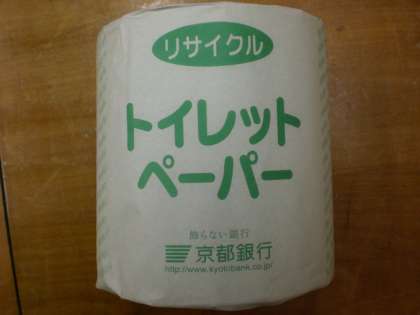 リサイクル
トイレット
ペーパー
飾らない銀行
京都銀行
http://www.kyotobank.co.jp/